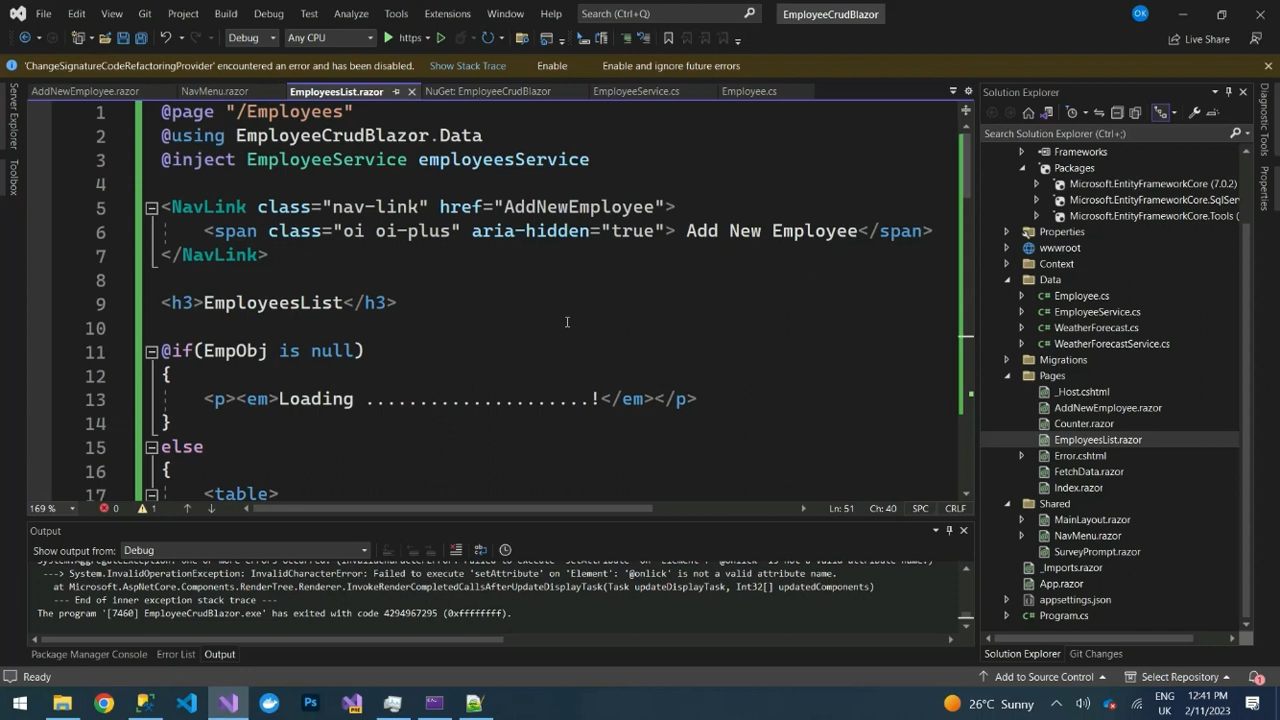 File Edit View Git Project Build Debug Test Analyze Tools Extensions Window Help Search (Ctrl+Q) EmployeeCrudBlazor OK
Debug Any CPU https Live Share
'ChangeSignatureCodeRefactoringProvider' encountered an error and has been disabled. Show Stack Trace Enable Enable and ignore future errors
Server Explorer
Toolbox
AddNewEmployee.razor NavMenu.razor EmployeesList.razor NuGet: EmployeeCrudBlazor EmployeeService.cs Employee.cs
1 @page "/Employees"
2 @using EmployeeCrudBlazor.Data
3 @inject EmployeeService employeesService
4
5 <NavLink class="nav-link" href="AddNewEmployee">
6 <span class="oi oi-plus" aria-hidden="true"> Add New Employee</span>
7 </NavLink>
8
9 <h3>EmployeesList</h3>
10
11 @if(EmpObj is null)
12 {
13 <p><em>Loading .....................!</em></p>
14 }
15 else
16 {
17 <table>
169 % 0 1 Ln: 51 Ch: 40 SPC CRLF
Output
Show output from: Debug
---> System.InvalidOperationException: InvalidCharacterError: Failed to execute 'setAttribute' on 'Element': '@onlick' is not a valid attribute name.
at Microsoft.AspNetCore.Components.RenderTree.Renderer.InvokeRenderCompletedCallsAfterUpdateDisplayTask(Task updateDisplayTask, Int32[] updatedComponents)
--- End of inner exception stack trace ---
The program '[7460] EmployeeCrudBlazor.exe' has exited with code 4294967295 (0xffffffff).
Package Manager Console Error List Output
Solution Explorer
Search Solution Explorer (Ctrl+;)
Frameworks
Packages
Microsoft.EntityFrameworkCore (7.0.2)
Microsoft.EntityFrameworkCore.SqlServ
Microsoft.EntityFrameworkCore.Tools (
Properties
wwwroot
Context
Data
Employee.cs
EmployeeService.cs
WeatherForecast.cs
WeatherForecastService.cs
Migrations
Pages
_Host.cshtml
AddNewEmployee.razor
Counter.razor
EmployeesList.razor
Error.cshtml
FetchData.razor
Index.razor
Shared
MainLayout.razor
NavMenu.razor
SurveyPrompt.razor
_Imports.razor
App.razor
appsettings.json
Program.cs
Solution Explorer Git Changes
Diagnostic Tools
Properties
Ready Add to Source Control Select Repository 1
26°C Sunny ENG UK 12:41 PM 2/11/2023